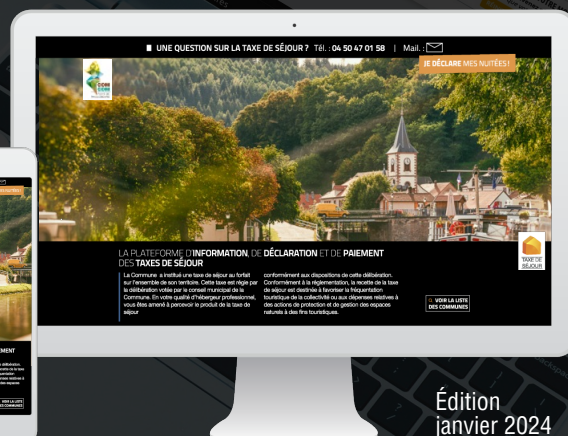 UNE QUESTION SUR LA TAXE DE SÉJOUR ? Tél. : 04 50 47 01 58 | Mail. :
JE DÉCLARE MES NUITÉES !
LA PLATEFORME D'INFORMATION, DE DÉCLARATION ET DE PAIEMENT
DES TAXES DE SÉJOUR
La Commune a institué une taxe de séjour au forfait
sur l'ensemble de son territoire. Cette taxe est régie par
la délibération votée par le conseil municipal de la
Commune. En votre qualité d'hébergeur professionnel,
vous êtes amené à percevoir le produit de la taxe de
séjour
conformément aux dispositions de cette délibération.
Conformément à la réglementation, la recette de la taxe
de séjour est destinée à favoriser la fréquentation
touristique de la collectivité ou aux dépenses relatives à
des actions de protection et de gestion des espaces
naturels à des fins touristiques.
TAXE DE
SÉJOUR
VOIR LA LISTE
DES COMMUNES
Édition
janvier 2024